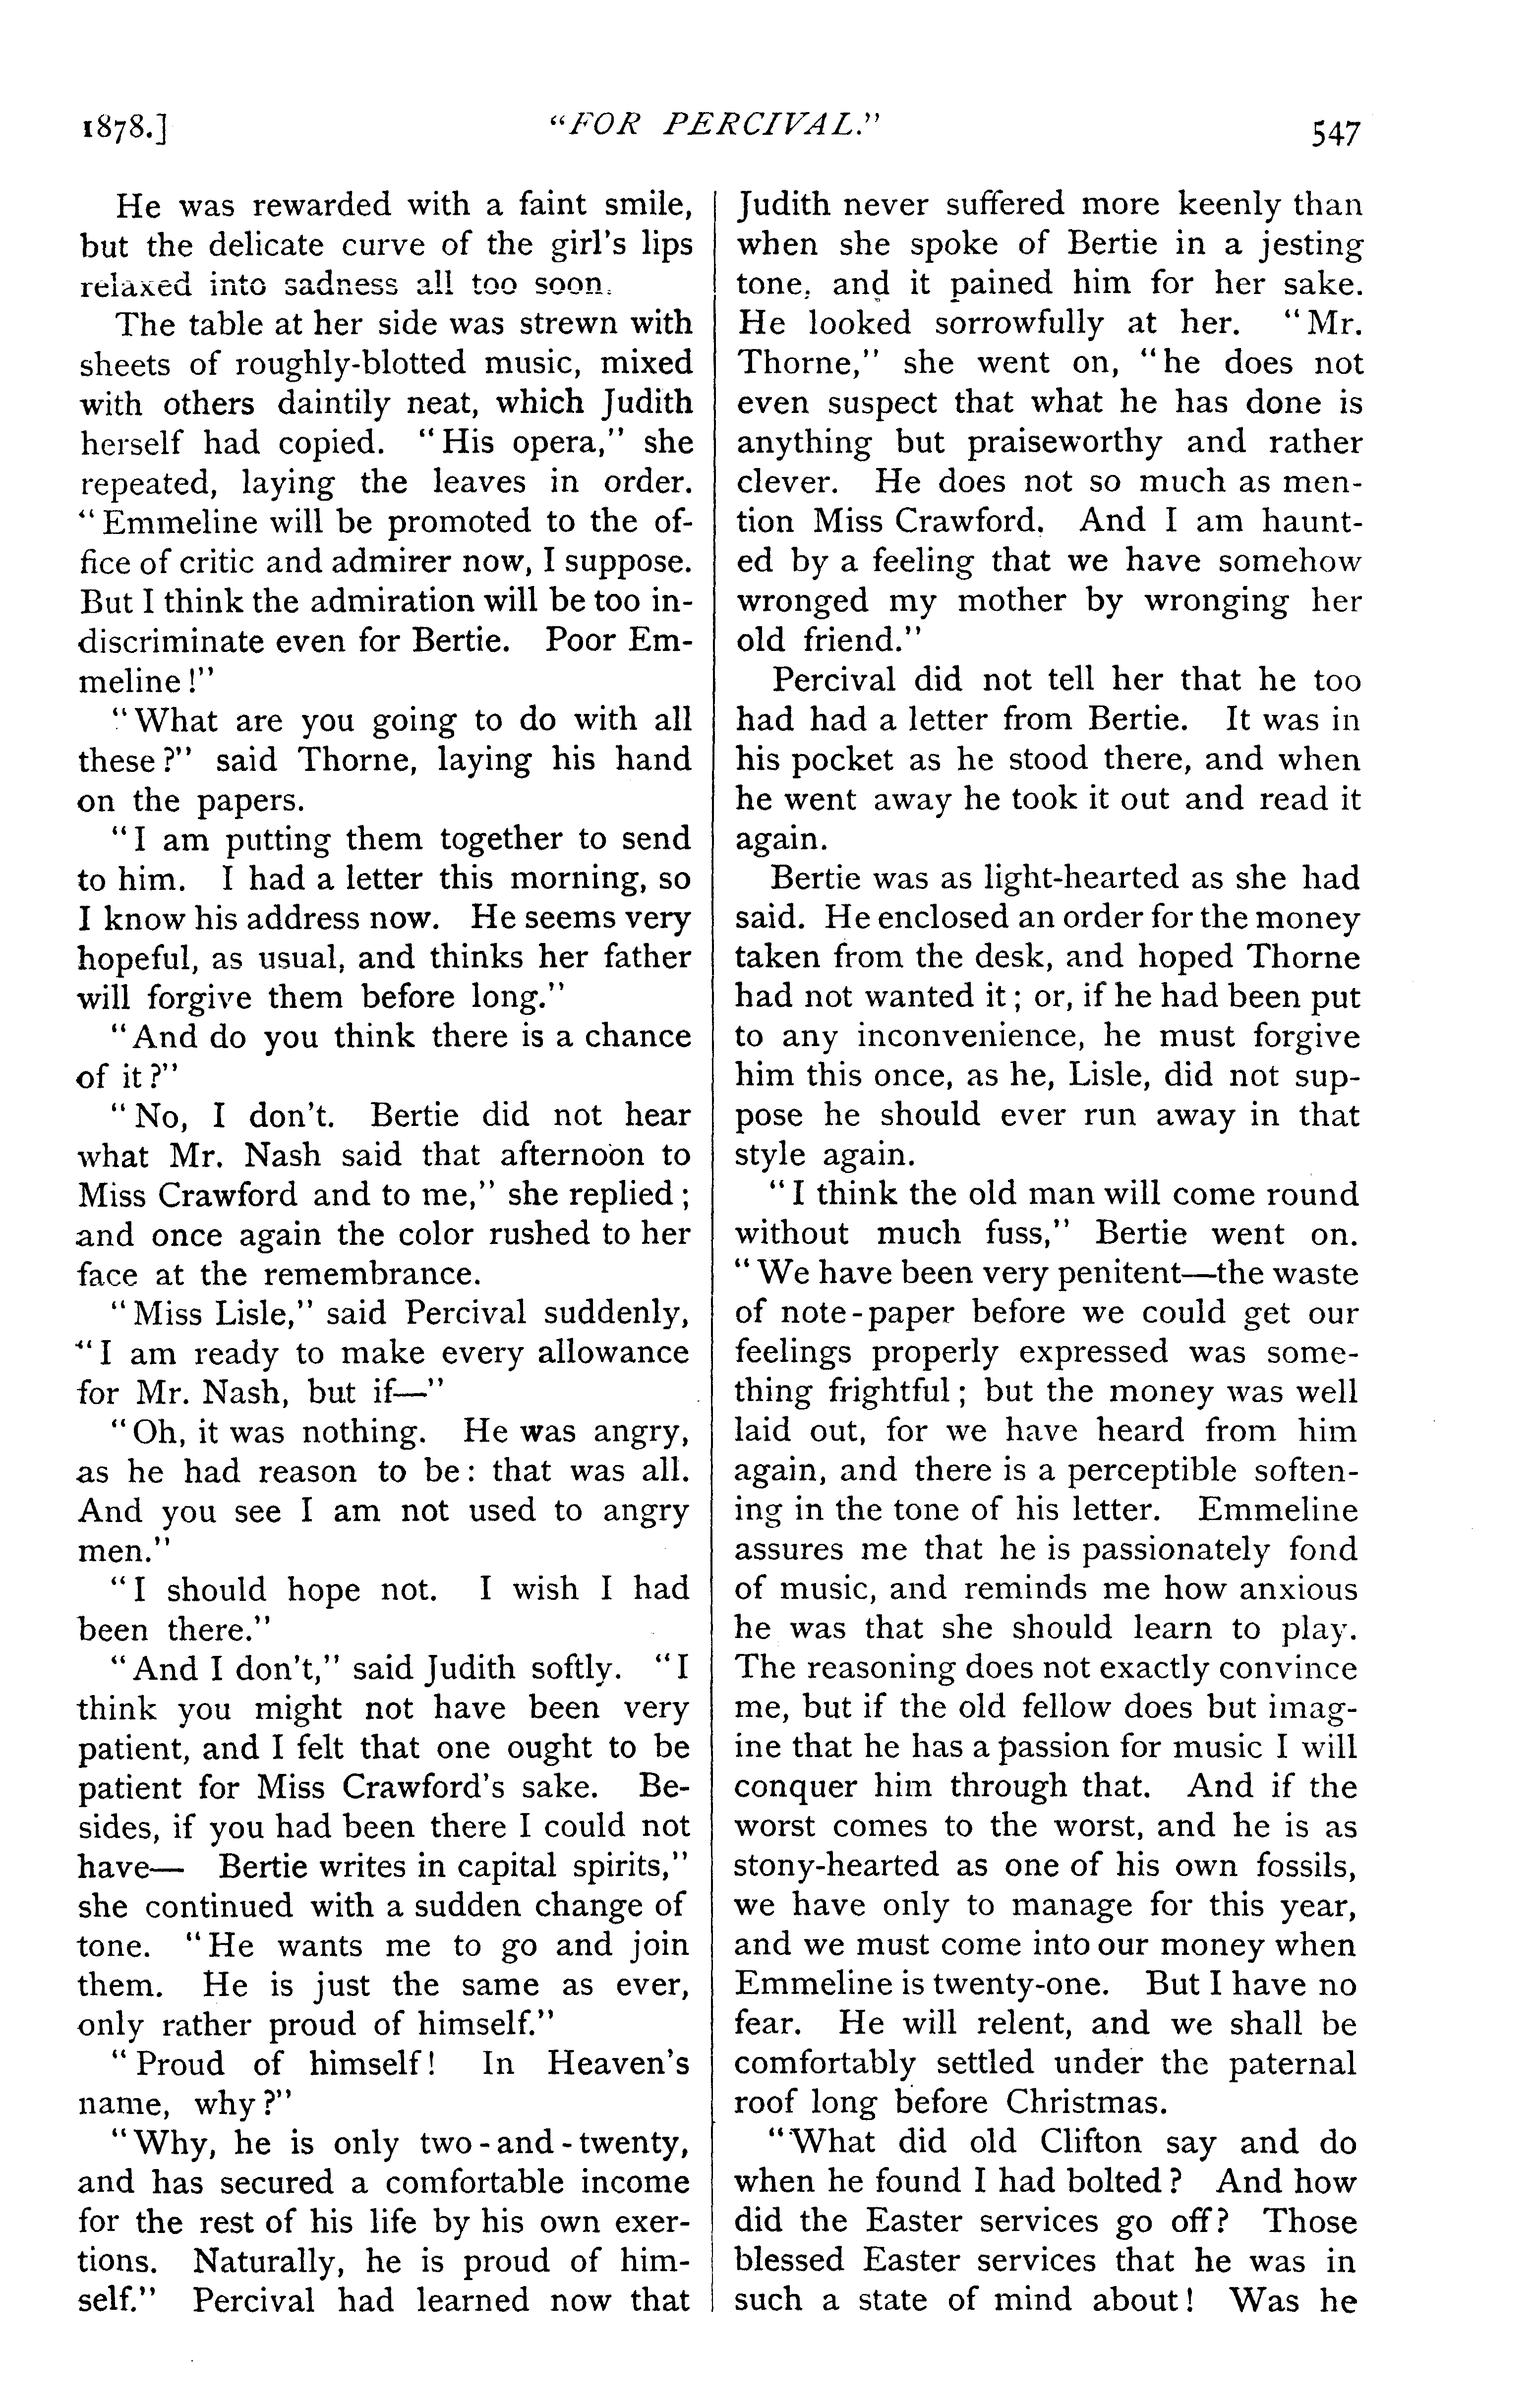 1878.] "FOR PERCIVAL." 547
He was rewarded with a faint smile,
but the delicate curve of the girl's lips
relaxed into sadness all too soon.
The table at her side was strewn with
sheets of roughly-blotted music, mixed
with others daintily neat, which Judith
herself had copied. "His opera," she
repeated, laying the leaves in order.
"Emmeline will be promoted to the of-
fice of critic and admirer now, I suppose.
But I think the admiration will be too in-
discriminate even for Bertie. Poor Em-
meline!"
"What are you going to do with all
these?" said Thorne, laying his hand
on the papers.
"I am putting them together to send
to him. I had a letter this morning, so
I know his address now. He seems very
hopeful, as usual, and thinks her father
will forgive them before long."
"And do you think there is a chance
of it?"
"No, I don't. Bertie did not hear
what Mr. Nash said that afternoon to
Miss Crawford and to me," she replied;
and once again the color rushed to her
face at the remembrance.
"Miss Lisle," said Percival suddenly,
"I am ready to make every allowance
for Mr. Nash, but if—"
"Oh, it was nothing. He was angry,
as he had reason to be: that was all.
And you see I am not used to angry
men."
"I should hope not. I wish I had
been there."
"And I don't," said Judith softly. "I
think you might not have been very
patient, and I felt that one ought to be
patient for Miss Crawford's sake. Be-
sides, if you had been there I could not
have— Bertie writes in capital spirits,"
she continued with a sudden change of
tone. "He wants me to go and join
them. He is just the same as ever,
only rather proud of himself."
"Proud of himself! In Heaven's
name, why?"
"Why, he is only two-and-twenty,
and has secured a comfortable income
for the rest of his life by his own exer-
tions. Naturally, he is proud of him-
self." Percival had learned now that
Judith never suffered more keenly than
when she spoke of Bertie in a jesting
tone, and it pained him for her sake.
He looked sorrowfully at her. "Mr.
Thorne," she went on, "he does not
even suspect that what he has done is
anything but praiseworthy and rather
clever. He does not so much as men-
tion Miss Crawford. And I am haunt-
ed by a feeling that we have somehow
wronged my mother by wronging her
old friend."
Percival did not tell her that he too
had had a letter from Bertie. It was in
his pocket as he stood there, and when
he went away he took it out and read it
again.
Bertie was as light-hearted as she had
said. He enclosed an order for the money
taken from the desk, and hoped Thorne
had not wanted it; or, if he had been put
to any inconvenience, he must forgive
him this once, as he, Lisle, did not sup-
pose he should ever run away in that
style again.
"I think the old man will come round
without much fuss," Bertie went on.
"We have been very penitent—the waste
of note-paper before we could get our
feelings properly expressed was some-
thing frightful; but the money was well
laid out, for we have heard from him
again, and there is a perceptible soften-
ing in the tone of his letter. Emmeline
assures me that he is passionately fond
of music, and reminds me how anxious
he was that she should learn to play.
The reasoning does not exactly convince
me, but if the old fellow does but imag-
ine that he has a passion for music I will
conquer him through that. And if the
worst comes to the worst, and he is as
stony-hearted as one of his own fossils,
we have only to manage for this year,
and we must come into our money when
Emmeline is twenty-one. But I have no
fear. He will relent, and we shall be
comfortably settled under the paternal
roof long before Christmas.
"What did old Clifton say and do
when he found I had bolted? And how
did the Easter services go off? Those
blessed Easter services that he was in
such a state of mind about! Was he